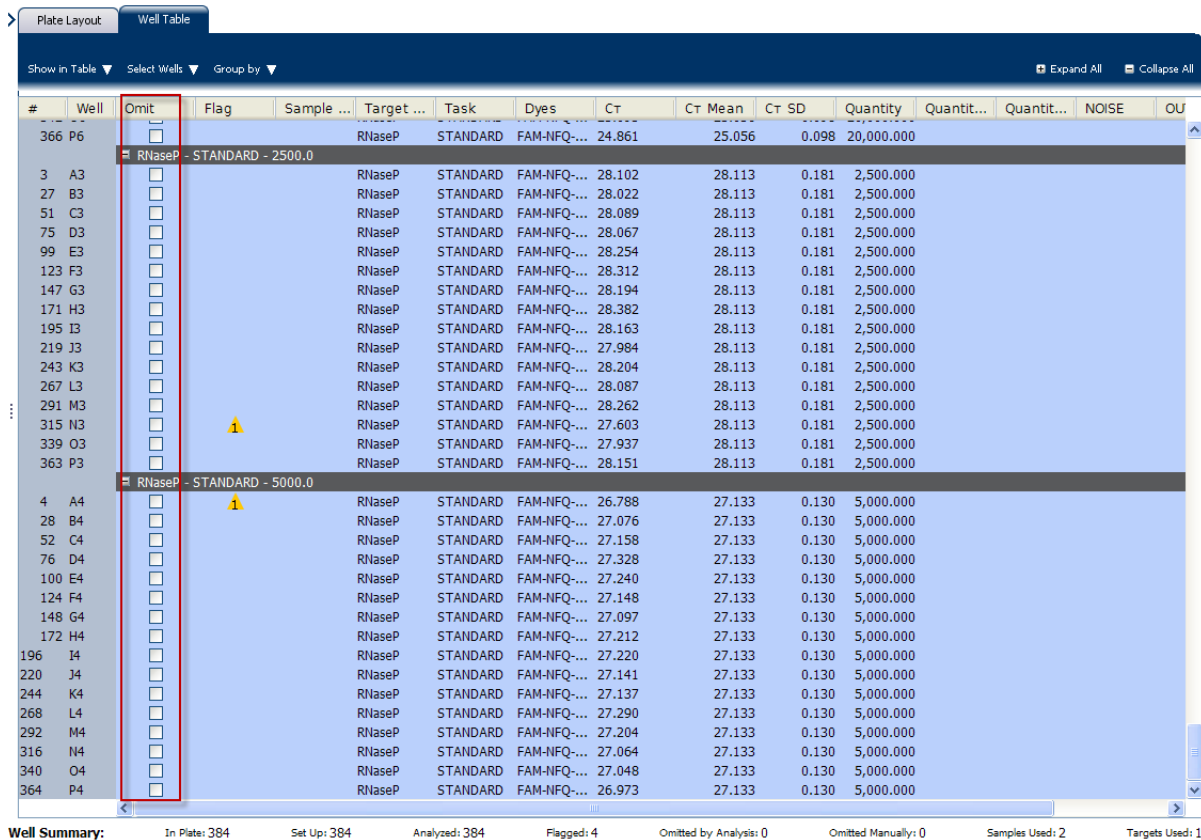 Plate Layout Well Table
Show in Table ▼ Select Wells ▼ Group by ▼ Expand All Collapse All
# Well Omit Flag Sample ... Target ... Task Dyes CT CT Mean CT SD Quantity Quantit... Quantit... NOISE OU
366 P6 RNaseP STANDARD FAM-NFQ-... 24.861 25.056 0.098 20,000.000
RNaseP - STANDARD - 2500.0
3 A3 RNaseP STANDARD FAM-NFQ-... 28.102 28.113 0.181 2,500.000
27 B3 RNaseP STANDARD FAM-NFQ-... 28.022 28.113 0.181 2,500.000
51 C3 RNaseP STANDARD FAM-NFQ-... 28.089 28.113 0.181 2,500.000
75 D3 RNaseP STANDARD FAM-NFQ-... 28.067 28.113 0.181 2,500.000
99 E3 RNaseP STANDARD FAM-NFQ-... 28.254 28.113 0.181 2,500.000
123 F3 RNaseP STANDARD FAM-NFQ-... 28.312 28.113 0.181 2,500.000
147 G3 RNaseP STANDARD FAM-NFQ-... 28.194 28.113 0.181 2,500.000
171 H3 RNaseP STANDARD FAM-NFQ-... 28.382 28.113 0.181 2,500.000
195 I3 RNaseP STANDARD FAM-NFQ-... 28.163 28.113 0.181 2,500.000
219 J3 RNaseP STANDARD FAM-NFQ-... 27.984 28.113 0.181 2,500.000
243 K3 RNaseP STANDARD FAM-NFQ-... 28.204 28.113 0.181 2,500.000
267 L3 RNaseP STANDARD FAM-NFQ-... 28.087 28.113 0.181 2,500.000
291 M3 RNaseP STANDARD FAM-NFQ-... 28.262 28.113 0.181 2,500.000
315 N3 1 RNaseP STANDARD FAM-NFQ-... 27.603 28.113 0.181 2,500.000
339 O3 RNaseP STANDARD FAM-NFQ-... 27.937 28.113 0.181 2,500.000
363 P3 RNaseP STANDARD FAM-NFQ-... 28.151 28.113 0.181 2,500.000
RNaseP - STANDARD - 5000.0
4 A4 1 RNaseP STANDARD FAM-NFQ-... 26.788 27.133 0.130 5,000.000
28 B4 RNaseP STANDARD FAM-NFQ-... 27.076 27.133 0.130 5,000.000
52 C4 RNaseP STANDARD FAM-NFQ-... 27.158 27.133 0.130 5,000.000
76 D4 RNaseP STANDARD FAM-NFQ-... 27.328 27.133 0.130 5,000.000
100 E4 RNaseP STANDARD FAM-NFQ-... 27.240 27.133 0.130 5,000.000
124 F4 RNaseP STANDARD FAM-NFQ-... 27.148 27.133 0.130 5,000.000
148 G4 RNaseP STANDARD FAM-NFQ-... 27.097 27.133 0.130 5,000.000
172 H4 RNaseP STANDARD FAM-NFQ-... 27.212 27.133 0.130 5,000.000
196 I4 RNaseP STANDARD FAM-NFQ-... 27.220 27.133 0.130 5,000.000
220 J4 RNaseP STANDARD FAM-NFQ-... 27.141 27.133 0.130 5,000.000
244 K4 RNaseP STANDARD FAM-NFQ-... 27.137 27.133 0.130 5,000.000
268 L4 RNaseP STANDARD FAM-NFQ-... 27.290 27.133 0.130 5,000.000
292 M4 RNaseP STANDARD FAM-NFQ-... 27.204 27.133 0.130 5,000.000
316 N4 RNaseP STANDARD FAM-NFQ-... 27.064 27.133 0.130 5,000.000
340 O4 RNaseP STANDARD FAM-NFQ-... 27.048 27.133 0.130 5,000.000
364 P4 RNaseP STANDARD FAM-NFQ-... 26.973 27.133 0.130 5,000.000
Well Summary: In Plate: 384 Set Up: 384 Analyzed: 384 Flagged: 4 Omitted by Analysis: 0 Omitted Manually: 0 Samples Used: 2 Targets Used: 1